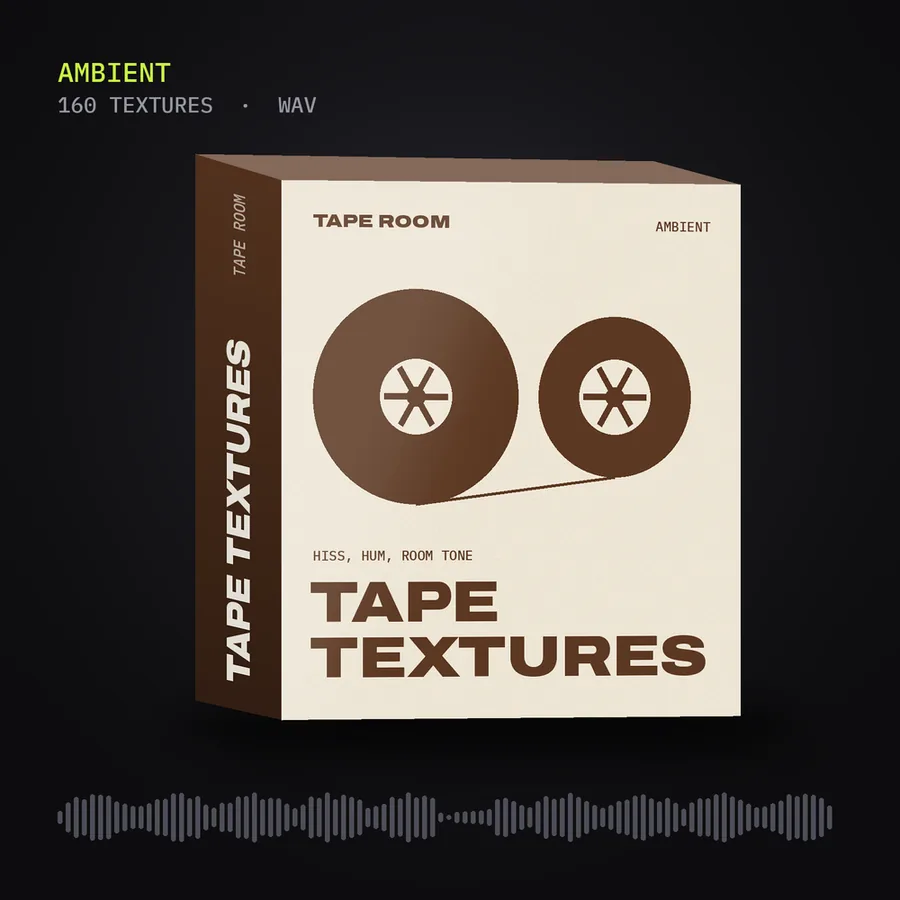 AMBIENT
160 TEXTURES · WAV
TAPE ROOM
TAPE TEXTURES
TAPE ROOM
AMBIENT
HISS, HUM, ROOM TONE
TAPE
TEXTURES